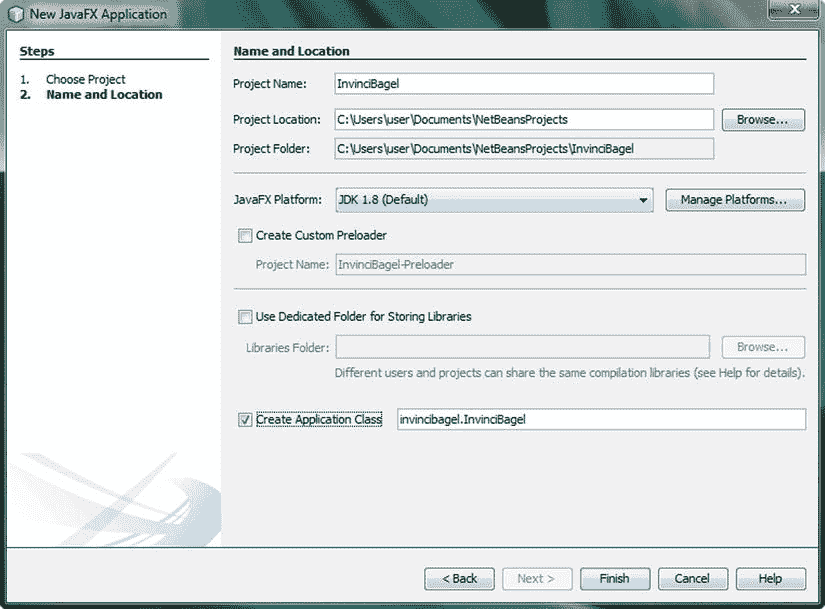 New JavaFX Application
Steps
1. Choose Project
2. Name and Location
Name and Location
Project Name: InvinciBagel
Project Location: C:\Users\user\Documents\NetBeansProjects Browse...
Project Folder: C:\Users\user\Documents\NetBeansProjects\InvinciBagel
JavaFX Platform: JDK 1.8 (Default) Manage Platforms...
Create Custom Preloader
Project Name: InvinciBagel-Preloader
Use Dedicated Folder for Storing Libraries
Libraries Folder: Browse...
Different users and projects can share the same compilation libraries (see Help for details).
Create Application Class invincibagel.InvinciBagel
< Back Next > Finish Cancel Help